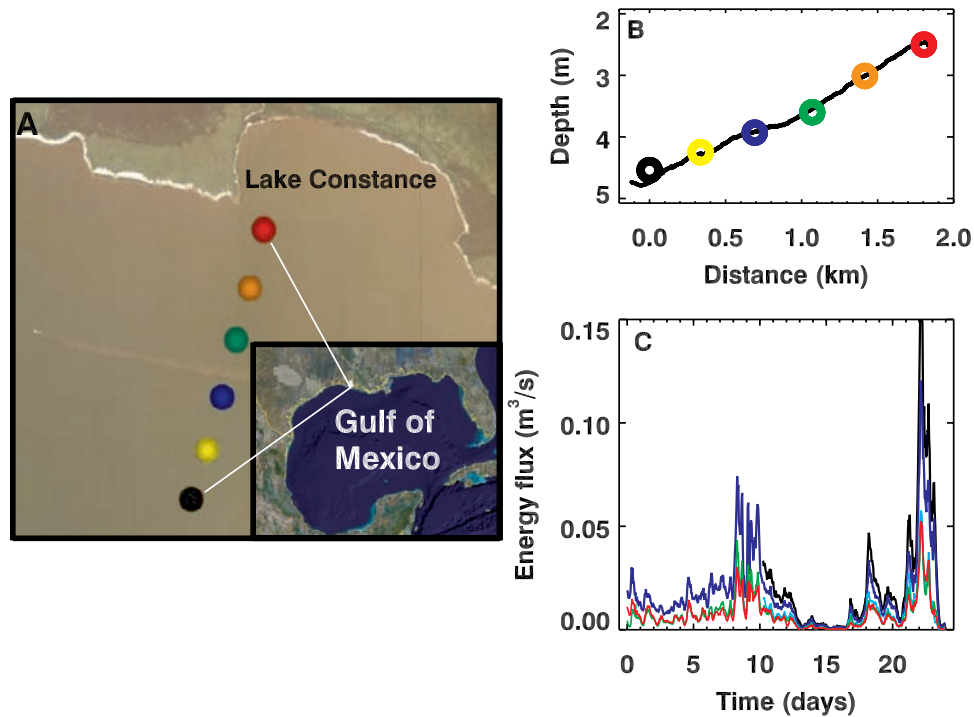 A
Lake Constance
Gulf of
Mexico
B
2
3
4
5
Depth (m)
0.0 0.5 1.0 1.5 2.0
Distance (km)
C
0.15
0.10
0.05
0.00
Energy flux (m³/s)
0 5 10 15 20
Time (days)